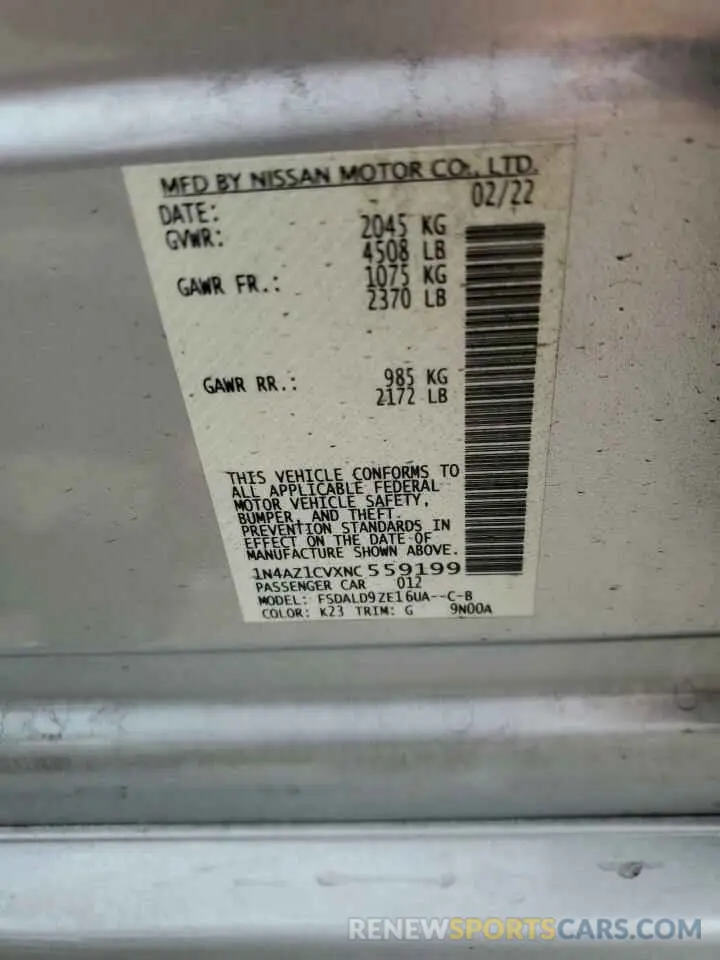 MFD BY NISSAN MOTOR CO., LTD.
DATE: 02/22
GVWR: 2045 KG
4508 LB
GAWR FR.: 1075 KG
2370 LB
GAWR RR.: 985 KG
2172 LB
THIS VEHICLE CONFORMS TO
ALL APPLICABLE FEDERAL
MOTOR VEHICLE SAFETY,
BUMPER, AND THEFT
PREVENTION STANDARDS IN
EFFECT ON THE DATE OF
MANUFACTURE SHOWN ABOVE.
1N4AZ1CVXNC559199
PASSENGER CAR 012
MODEL: FSDALD9ZE16UA--C-B
COLOR: K23 TRIM: G 9N00A
RENEWSPORTSCARS.COM